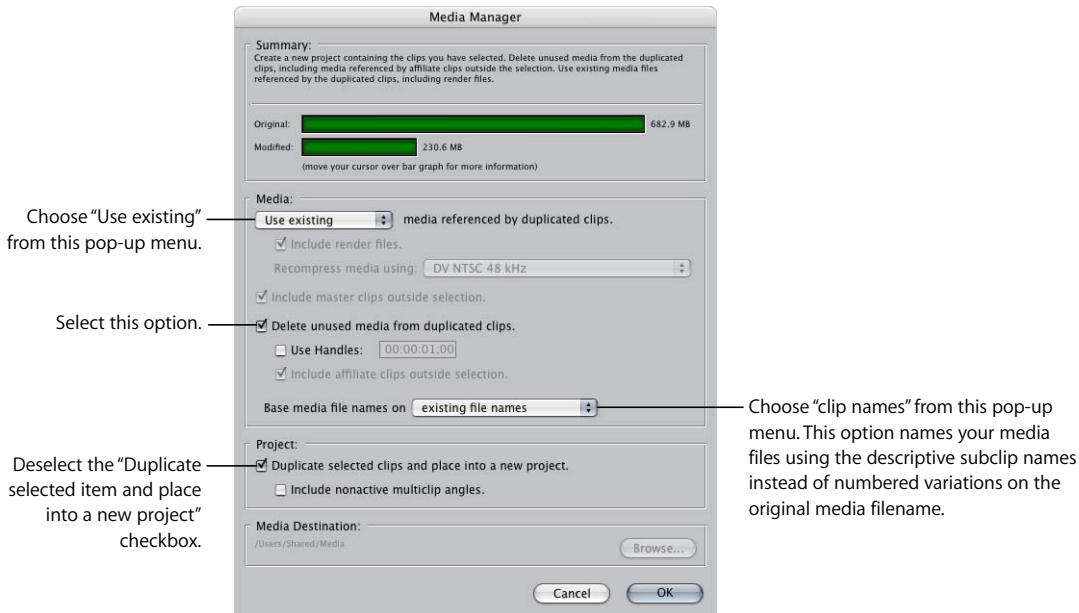 Media Manager
Summary:
Create a new project containing the clips you have selected. Delete unused media from the duplicated
clips, including media referenced by affiliate clips outside the selection. Use existing media files
referenced by the duplicated clips, including render files.
Original: 682.9 MB
Modified: 230.6 MB
(move your cursor over bar graph for more information)
Media:
Choose "Use existing"
from this pop-up menu.
Use existing media referenced by duplicated clips.
Include render files.
Recompress media using: DV NTSC 48 kHz
Include master clips outside selection.
Select this option.
Delete unused media from duplicated clips.
Use Handles: 00:00:01;00
Include affiliate clips outside selection.
Base media file names on existing file names
Choose "clip names" from this pop-up
menu. This option names your media
files using the descriptive subclip names
instead of numbered variations on the
original media filename.
Project:
Deselect the "Duplicate
selected item and place
into a new project"
checkbox.
Duplicate selected clips and place into a new project.
Include nonactive multiclip angles.
Media Destination:
/Users/Shared/Media
Browse...
Cancel OK